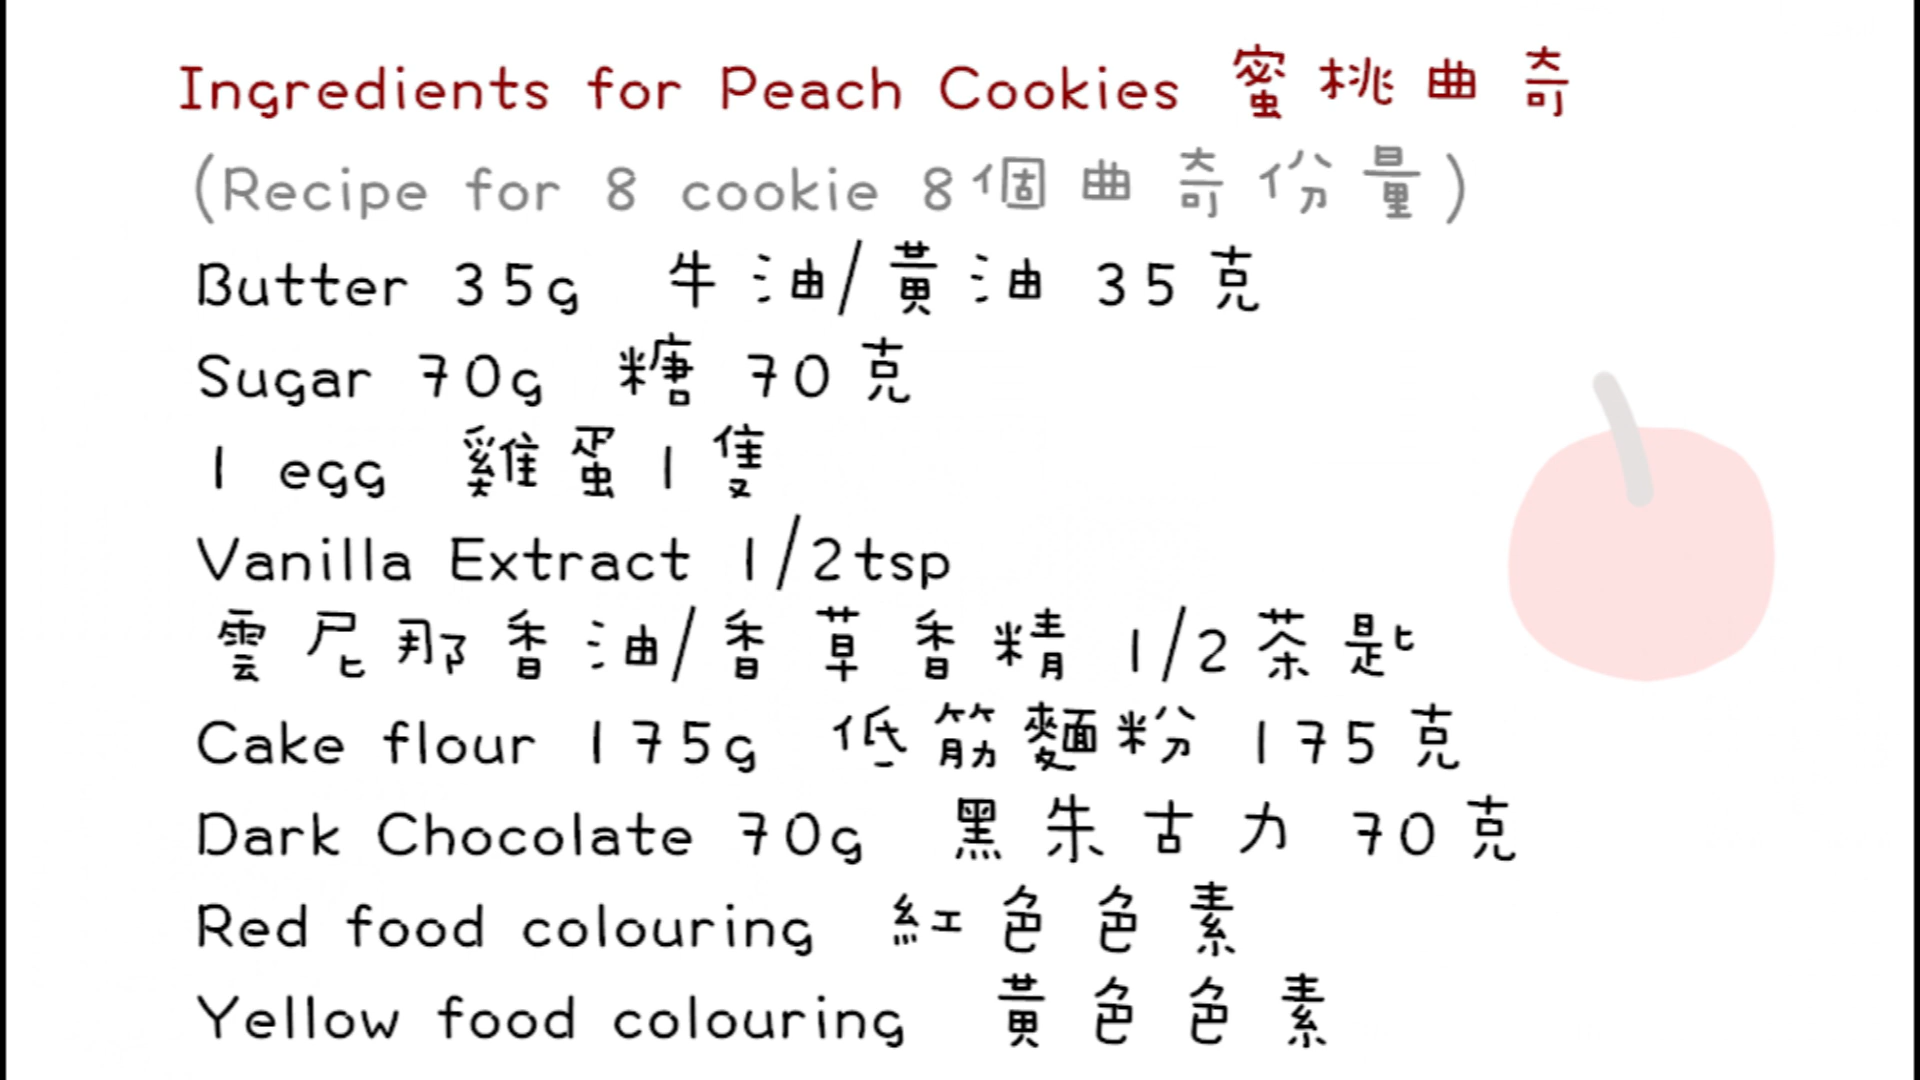 Ingredients for Peach Cookies 蜜桃曲奇
(Recipe for 8 cookie 8個曲奇份量)
Butter 35g 牛油/黃油 35克
Sugar 70g 糖 70克
1 egg 雞蛋1隻
Vanilla Extract 1/2tsp
雲尼那香油/香草香精 1/2茶匙
Cake flour 175g 低筋麵粉 175克
Dark Chocolate 70g 黑朱古力 70克
Red food colouring 紅色色素
Yellow food colouring 黃色色素